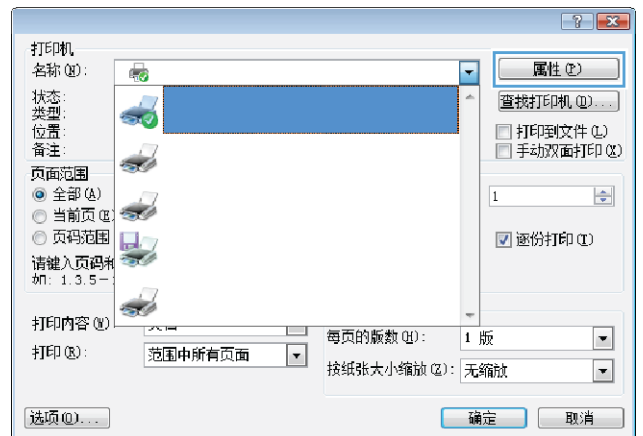 打印机
名称(N):
属性(P)
状态:
类型:
位置:
备注:
查找打印机(D)...
打印到文件(L)
手动双面打印(X)
页面范围
全部(A)
当前页(E)
页码范围
请键入页码和
如: 1.3.5-
1
逐份打印(T)
打印内容(W)
打印(R):
范围中所有页面
每页的版数(H):
1 版
按纸张大小缩放(Z):
无缩放
选项(O)...
确定
取消